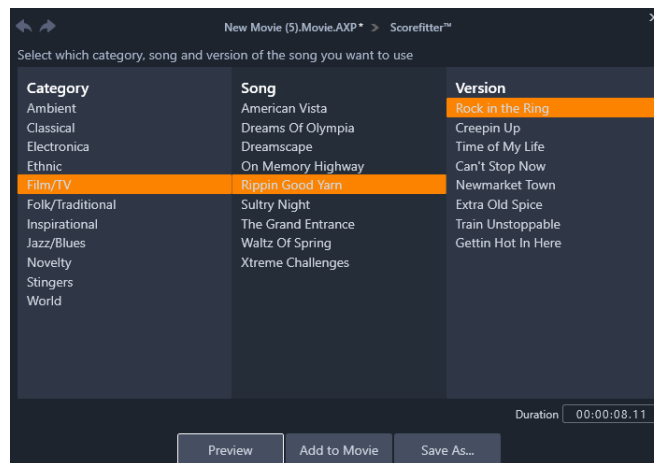 New Movie (5).Movie.AXP* > Scorefitter™
Select which category, song and version of the song you want to use
Category
Ambient
Classical
Electronica
Ethnic
Film/TV
Folk/Traditional
Inspirational
Jazz/Blues
Novelty
Stingers
World
Song
American Vista
Dreams Of Olympia
Dreamscape
On Memory Highway
Rippin Good Yarn
Sultry Night
The Grand Entrance
Waltz Of Spring
Xtreme Challenges
Version
Rock in the Ring
Creepin Up
Time of My Life
Can't Stop Now
Newmarket Town
Extra Old Spice
Train Unstoppable
Gettin Hot In Here
Duration 00:00:08.11
Preview Add to Movie Save As...